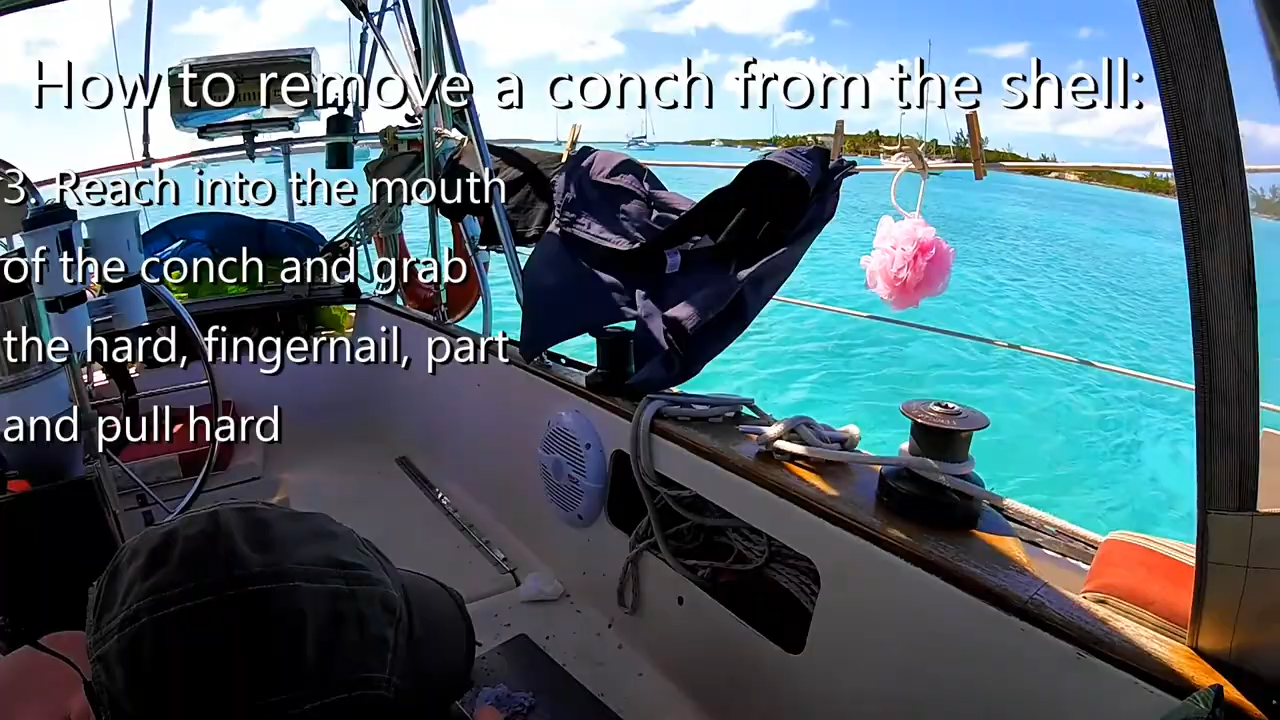 How to remove a conch from the shell:
3. Reach into the mouth
of the conch and grab
the hard, fingernail, part
and pull hard